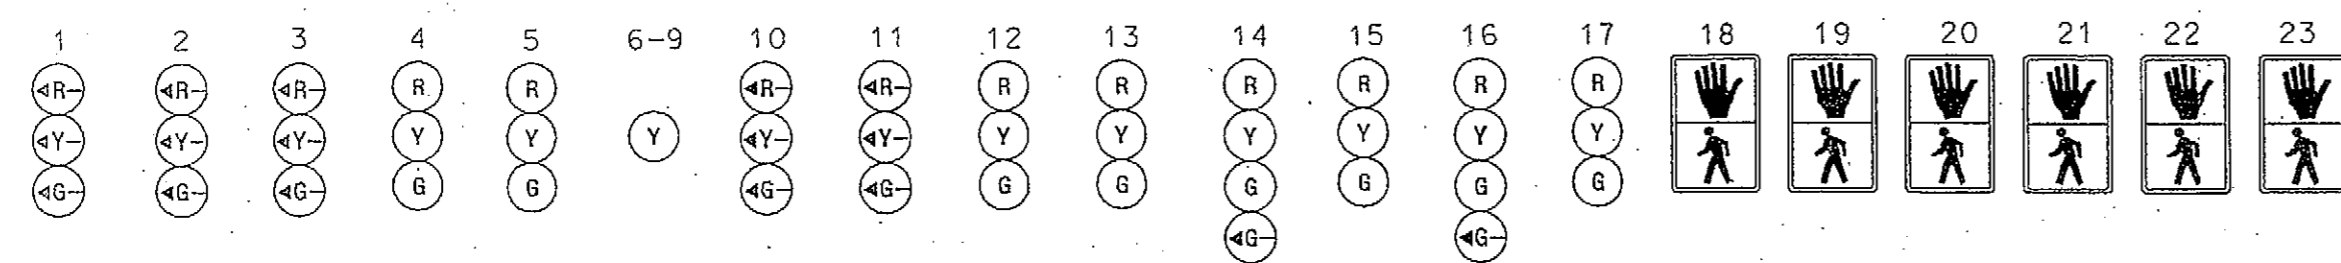 1 2 3 4 5 6-9 10 11 12 13 14 15 16 17 18 19 20 21 22 23
R R R R R R R R R R R R R
Y Y Y Y Y Y Y Y Y Y Y Y Y Y
G G G G G G G G G G G G G
G G